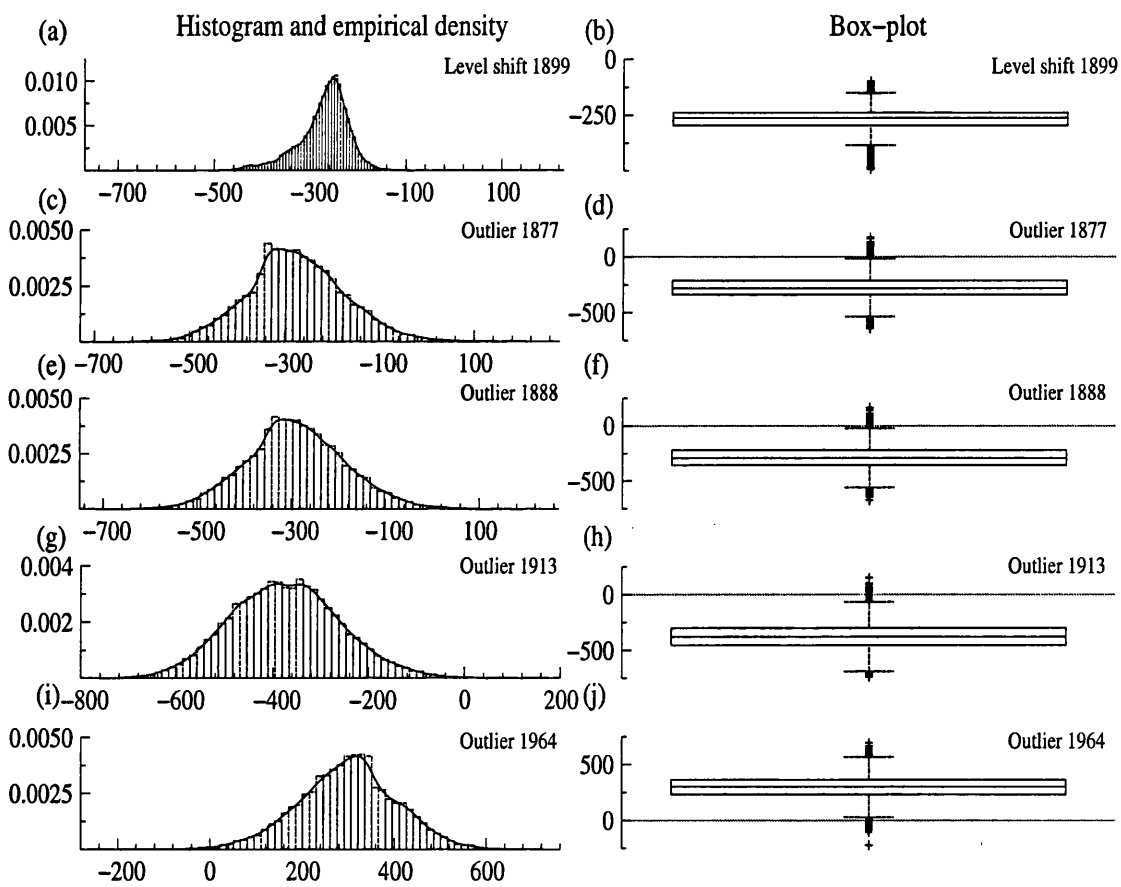 (a) Histogram and empirical density
(b) Box-plot
Level shift 1899
0.010
0.005
−700 −500 −300 −100 100
Level shift 1899
0
−250
(c)
Outlier 1877
0.0050
0.0025
−700 −500 −300 −100 100
(d)
Outlier 1877
0
−500
(e)
Outlier 1888
0.0050
0.0025
−700 −500 −300 −100 100
(f)
Outlier 1888
0
−500
(g)
Outlier 1913
0.004
0.002
−800 −600 −400 −200 0 200
(h)
Outlier 1913
0
−500
(i)
Outlier 1964
0.0050
0.0025
−200 0 200 400 600
(j)
Outlier 1964
500
0